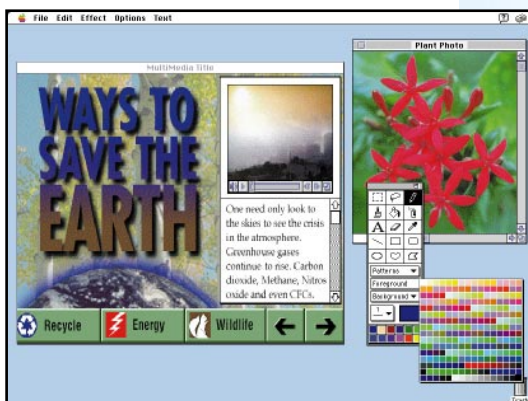 File Edit Effect Options Text
MultiMedia Title
WAYS TO
SAVE THE
EARTH
One need only look to
the skies to see the crisis
in the atmosphere.
Greenhouse gases
continue to rise. Carbon
dioxide, Methane, Nitros
oxide and even CFCs.
Recycle
Energy
Wildlife
Plant Photo
A
Patterns
Foreground
Background
1
Trash